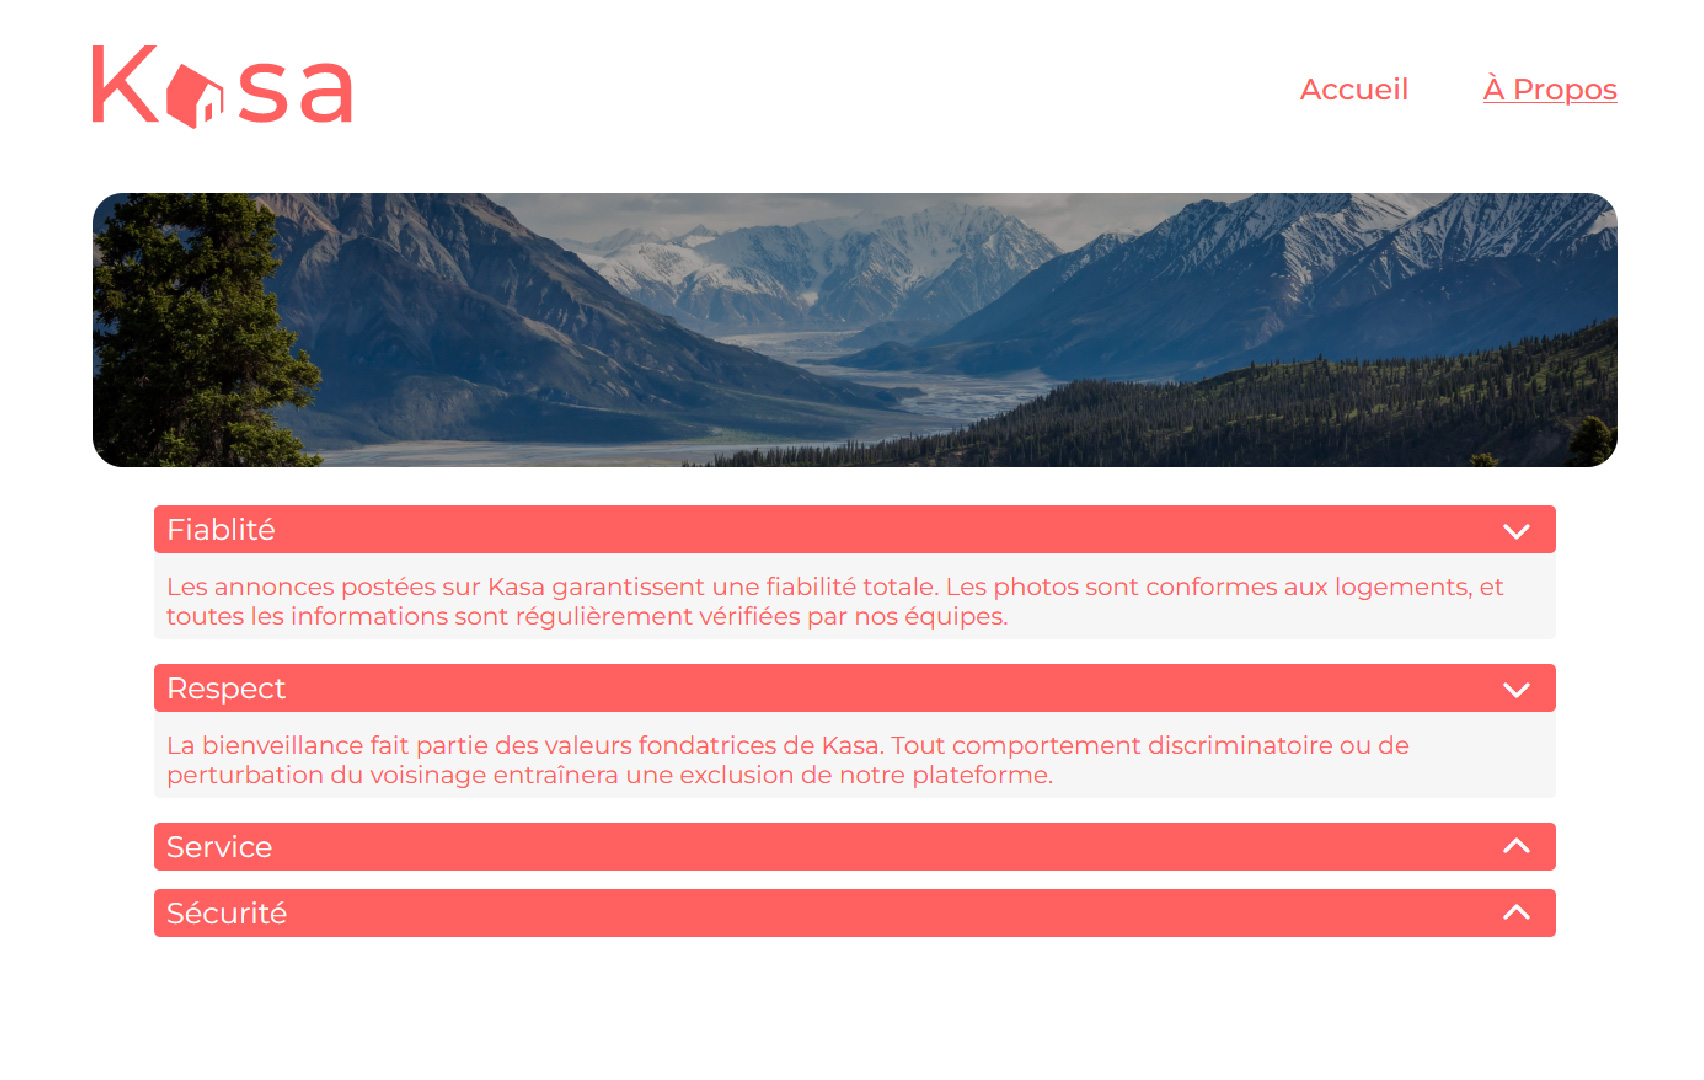 Kasa
Accueil
À Propos
Fiablité
Les annonces postées sur Kasa garantissent une fiabilité totale. Les photos sont conformes aux logements, et
toutes les informations sont régulièrement vérifiées par nos équipes.
Respect
La bienveillance fait partie des valeurs fondatrices de Kasa. Tout comportement discriminatoire ou de
perturbation du voisinage entraînera une exclusion de notre plateforme.
Service
Sécurité